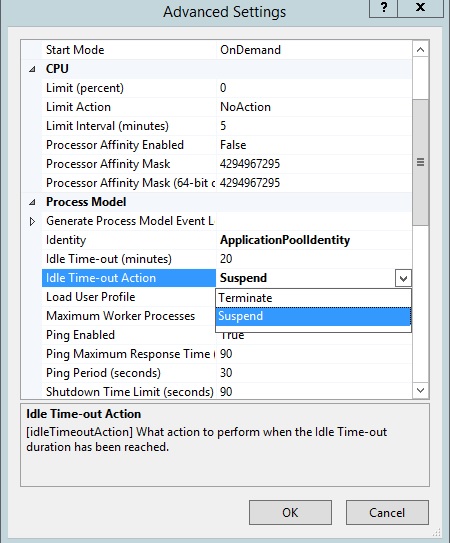 Advanced Settings
? x
Start Mode OnDemand
CPU
Limit (percent) 0
Limit Action NoAction
Limit Interval (minutes) 5
Processor Affinity Enabled False
Processor Affinity Mask 4294967295
Processor Affinity Mask (64-bit 4294967295
Process Model
Generate Process Model Event L
Identity ApplicationPoolIdentity
Idle Time-out (minutes) 20
Idle Time-out Action Suspend
Load User Profile Terminate
Maximum Worker Processes Suspend
Ping Enabled True
Ping Maximum Response Time ( 90
Ping Period (seconds) 30
Shutdown Time Limit (seconds) 90
Idle Time-out Action
[idleTimeoutAction] What action to perform when the Idle Time-out
duration has been reached.
OK Cancel